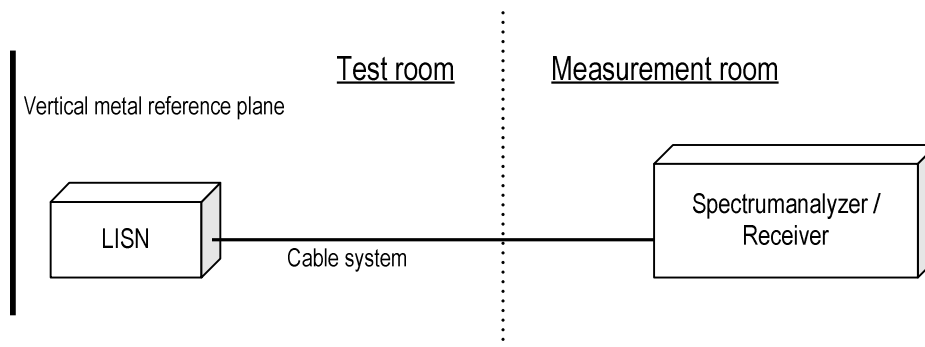 Test room
Measurement room
Vertical metal reference plane
LISN
Cable system
Spectrumanalyzer /
Receiver